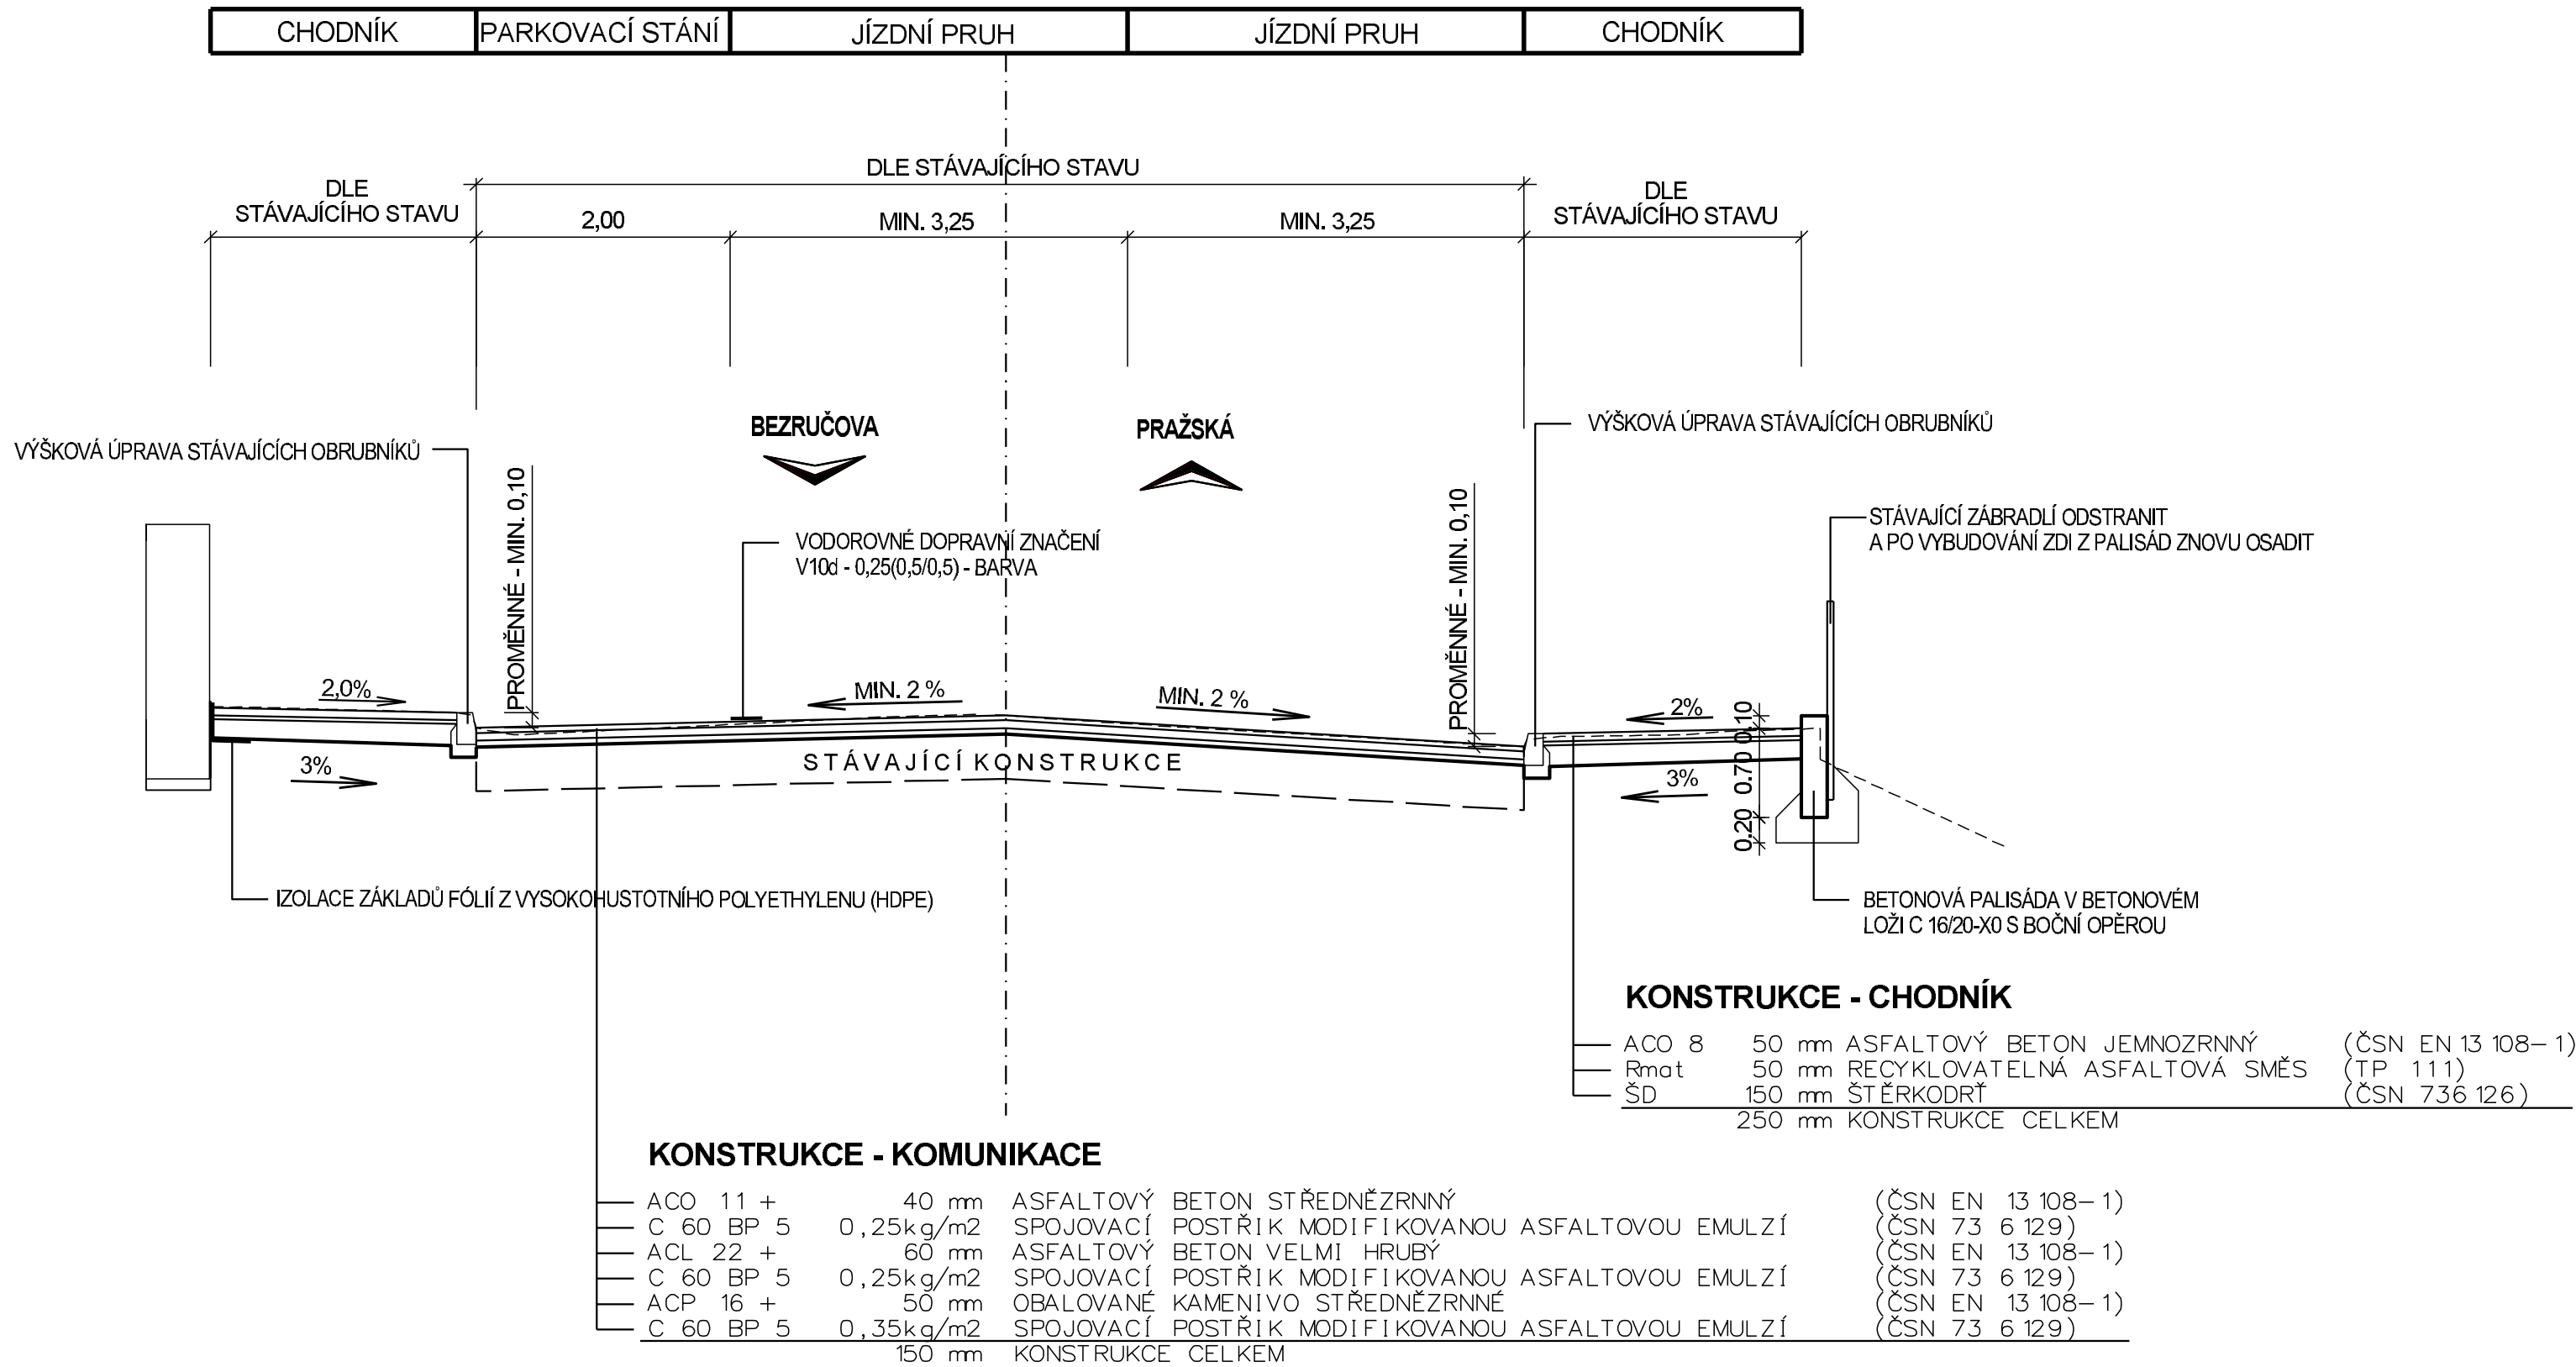 CHODNÍK PARKOVACÍ STÁNÍ JÍZDNÍ PRUH JÍZDNÍ PRUH CHODNÍK
DLE STÁVAJÍCÍHO STAVU
DLE
STÁVAJÍCÍHO STAVU
DLE
STÁVAJÍCÍHO STAVU
2,00
MIN. 3,25
MIN. 3,25
BEZRUČOVA
PRAŽSKÁ
VÝŠKOVÁ ÚPRAVA STÁVAJÍCÍCH OBRUBNÍKŮ
VÝŠKOVÁ ÚPRAVA STÁVAJÍCÍCH OBRUBNÍKŮ
PROMĚNNÉ - MIN. 0,10
PROMĚNNÉ - MIN. 0,10
VODOROVNÉ DOPRAVNÍ ZNAČENÍ
V10d - 0,25(0,5/0,5) - BARVA
STÁVAJÍCÍ ZÁBRADLÍ ODSTRANIT
A PO VYBUDOVÁNÍ ZDI Z PALISÁD ZNOVU OSADIT
2,0%
MIN. 2 %
MIN. 2 %
2%
3%
STÁVAJÍCÍ KONSTRUKCE
3%
0.20 0.70 0.10
IZOLACE ZÁKLADŮ FÓLIÍ Z VYSOKOHUSTOTNÍHO POLYETHYLENU (HDPE)
BETONOVÁ PALISÁDA V BETONOVÉM
LOŽI C 16/20-X0 S BOČNÍ OPĚROU
KONSTRUKCE - CHODNÍK
ACO 8 50 mm ASFALTOVÝ BETON JEMNOZRNNÝ (ČSN EN 13 108-1)
Rmat 50 mm RECYKLOVATELNÁ ASFALTOVÁ SMĚS (TP 111)
ŠD 150 mm ŠTĚRKODRŤ (ČSN 736 126)
250 mm KONSTRUKCE CELKEM
KONSTRUKCE - KOMUNIKACE
ACO 11 + 40 mm ASFALTOVÝ BETON STŘEDNĚZRNNÝ (ČSN EN 13 108-1)
C 60 BP 5 0,25kg/m2 SPOJOVACÍ POSTŘIK MODIFIKOVANOU ASFALTOVOU EMULZÍ (ČSN 73 6 129)
ACL 22 + 60 mm ASFALTOVÝ BETON VELMI HRUBÝ (ČSN EN 13 108-1)
C 60 BP 5 0,25kg/m2 SPOJOVACÍ POSTŘIK MODIFIKOVANOU ASFALTOVOU EMULZÍ (ČSN 73 6 129)
ACP 16 + 50 mm OBALOVANÉ KAMENIVO STŘEDNĚZRNNÉ (ČSN EN 13 108-1)
C 60 BP 5 0,35kg/m2 SPOJOVACÍ POSTŘIK MODIFIKOVANOU ASFALTOVOU EMULZÍ (ČSN 73 6 129)
150 mm KONSTRUKCE CELKEM